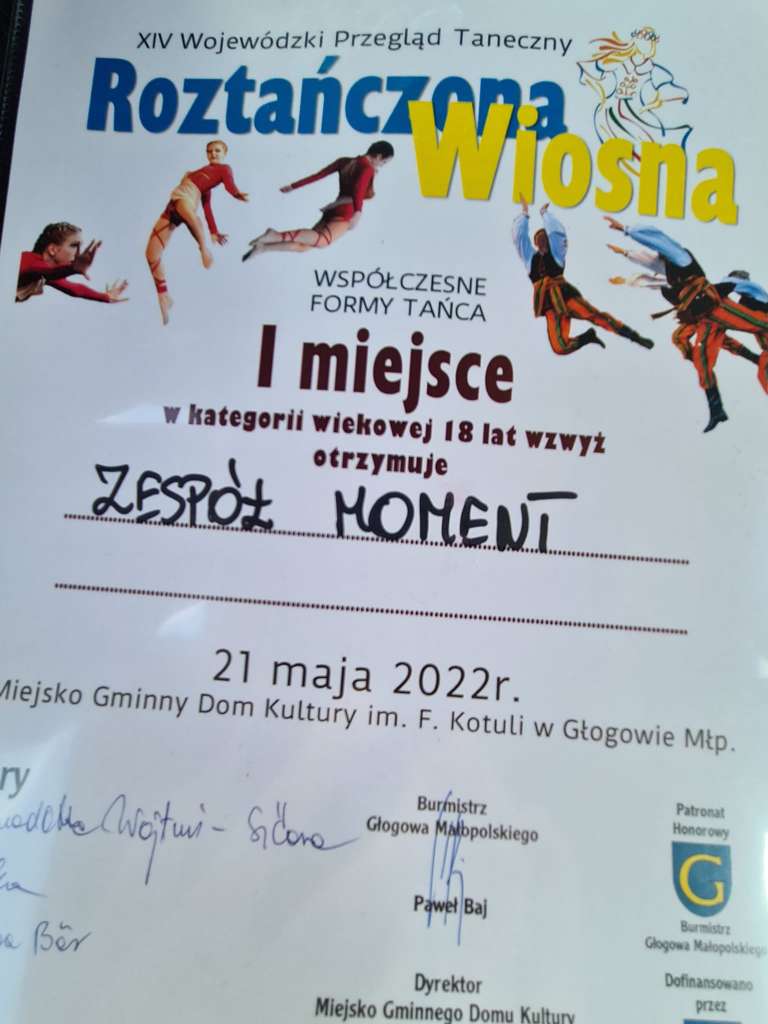 XIV Wojewódzki Przegląd Taneczny
Roztańczona
Wiosna
WSPÓŁCZESNE
FORMY TAŃCA
I miejsce
w kategorii wiekowej 18 lat wzwyż
otrzymuje
ZESPÓŁ MOMENT
21 maja 2022r.
Miejsko Gminny Dom Kultury im. F. Kotuli w Głogowie Młp.
ry
Burmistrz
Głogowa Małopolskiego
Paweł Baj
Bär
Patronat
Honorowy
G
Burmistrz
Głogowa Małopolskiego
Dyrektor
Miejsko Gminnego Domu Kultury
Dofinansowano
przez